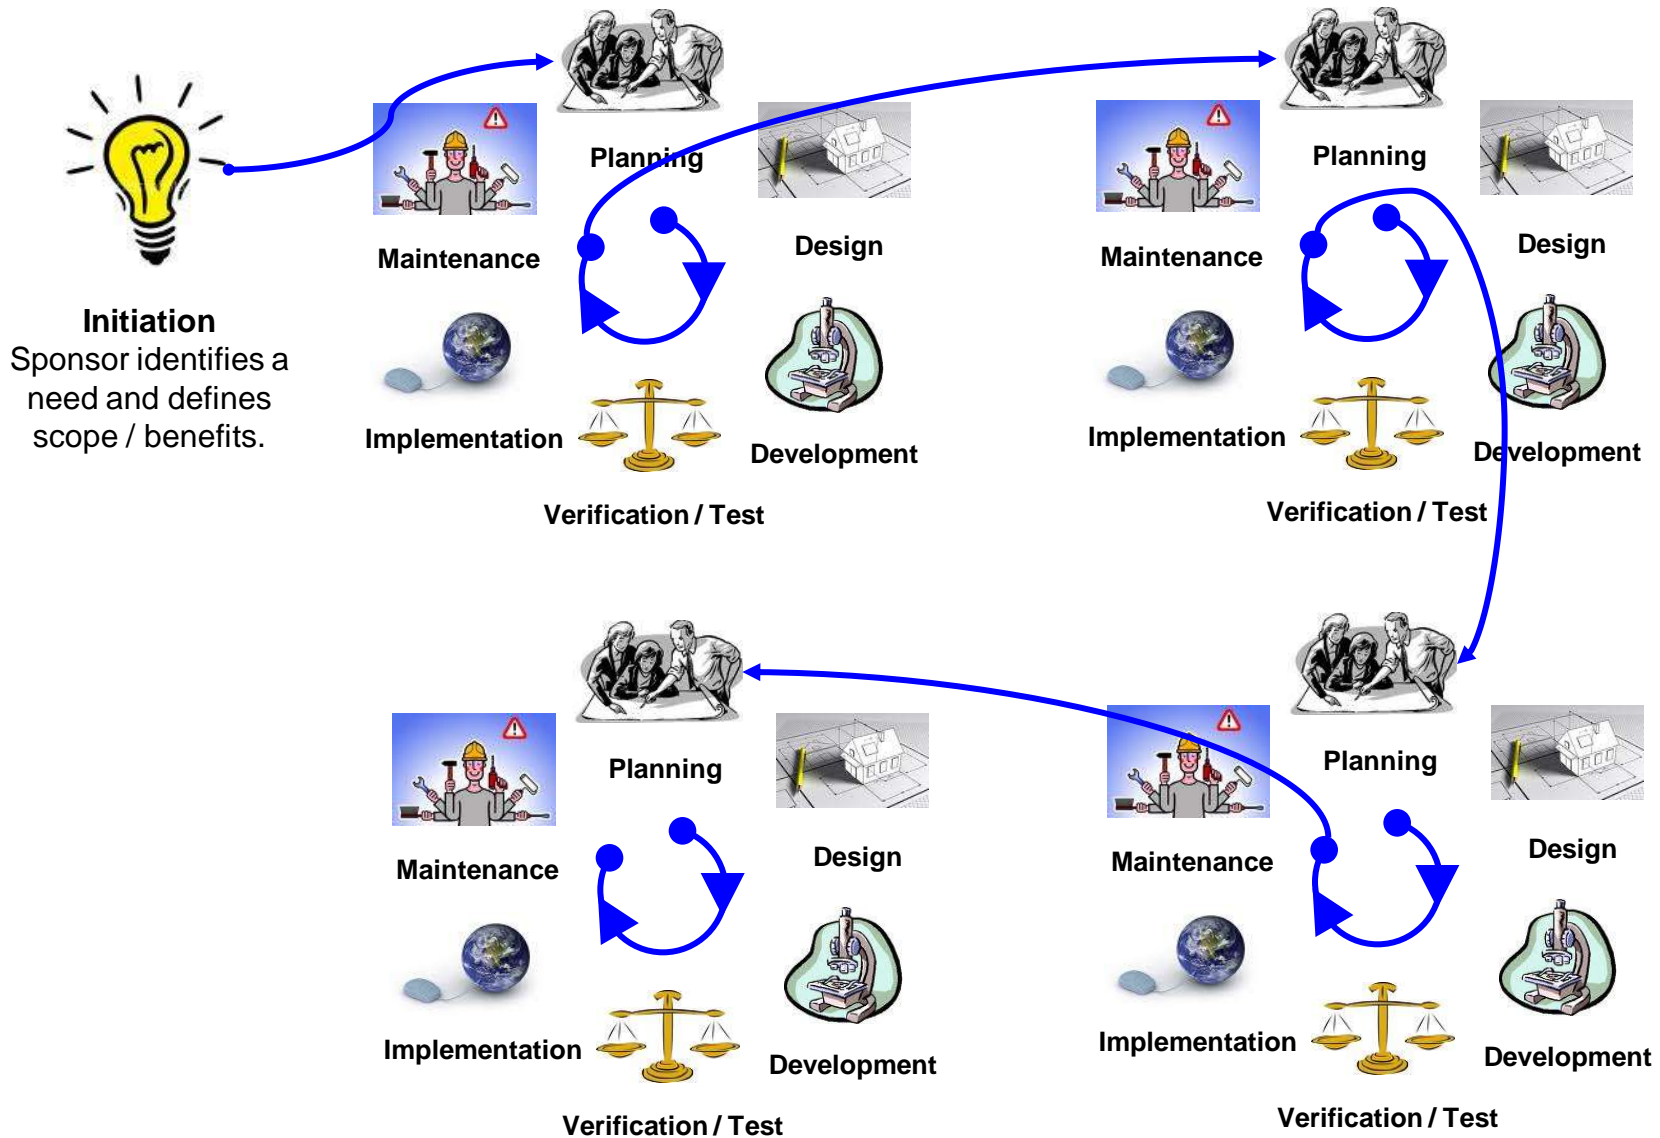 Initiation
Sponsor identifies a
need and defines
scope / benefits.
Planning
Design
Maintenance
Implementation
Development
Verification / Test
Planning
Design
Maintenance
Implementation
Development
Verification / Test
Planning
Design
Maintenance
Implementation
Development
Verification / Test
Planning
Design
Maintenance
Implementation
Development
Verification / Test